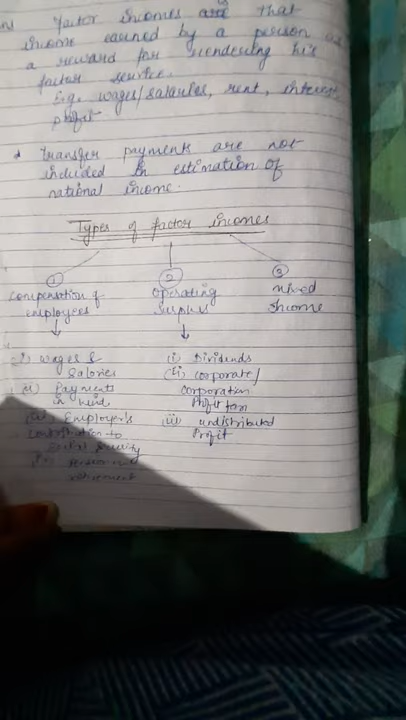 factor incomes are is that
income earned by a person as
a reward for rendering his
factor service.
E.g. wages/salaries, rent, interest
profit
* Transfer payments are not
included in estimation of
national income.
Types of factor incomes
① ② ③
Compensation of employees
Operating Surplus
mixed income
(i) wages & Salaries
(ii) Payments in kind
(iii) Employer's contribution to social security
(iv) retirement
(i) Dividends
(ii) corporate/ corporation Profit tax
(iii) undistributed Profit